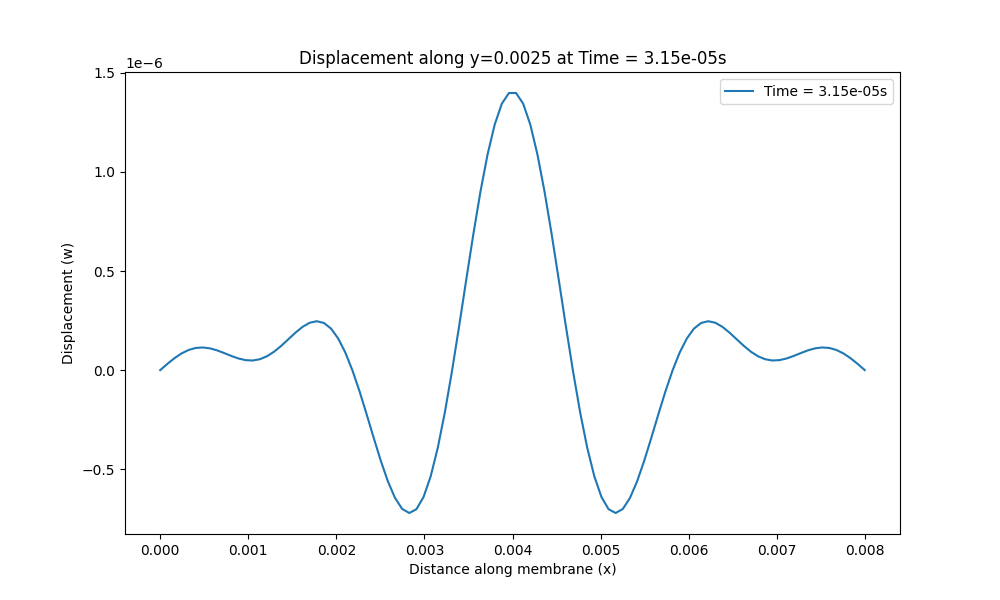 Displacement along y=0.0025 at Time = 3.15e-05s
1e−6
Time = 3.15e-05s
1.5
1.0
0.5
0.0
−0.5
Displacement (w)
0.000 0.001 0.002 0.003 0.004 0.005 0.006 0.007 0.008
Distance along membrane (x)